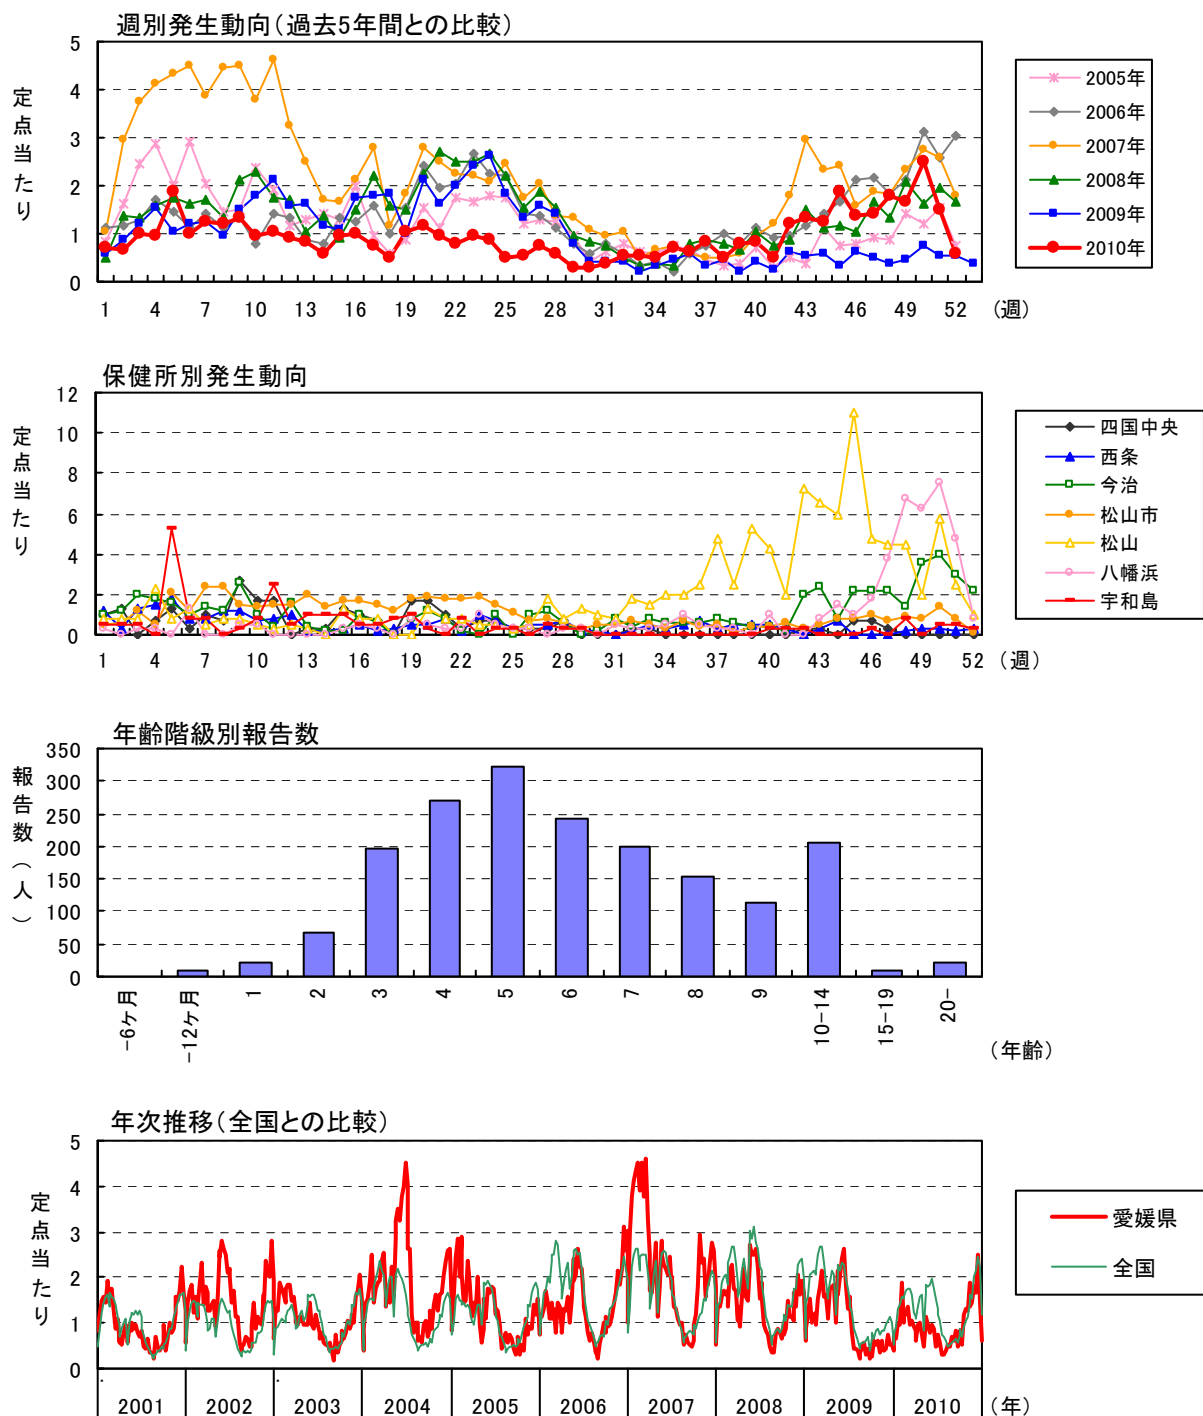 週別発生動向(過去5年間との比較)
定点当たり
5
4
3
2
1
0
1 4 7 10 13 16 19 22 25 28 31 34 37 40 43 46 49 52 (週)
2005年
2006年
2007年
2008年
2009年
2010年
保健所別発生動向
定点当たり
12
10
8
6
4
2
0
1 4 7 10 13 16 19 22 25 28 31 34 37 40 43 46 49 52 (週)
四国中央
西条
今治
松山市
松山
八幡浜
宇和島
年齢階級別報告数
報告数(人)
350
300
250
200
150
100
50
0
-6ヶ月 -12ヶ月 1 2 3 4 5 6 7 8 9 10-14 15-19 20-
(年齢)
年次推移(全国との比較)
定点当たり
5
4
3
2
1
0
2001 2002 2003 2004 2005 2006 2007 2008 2009 2010 (年)
愛媛県
全国